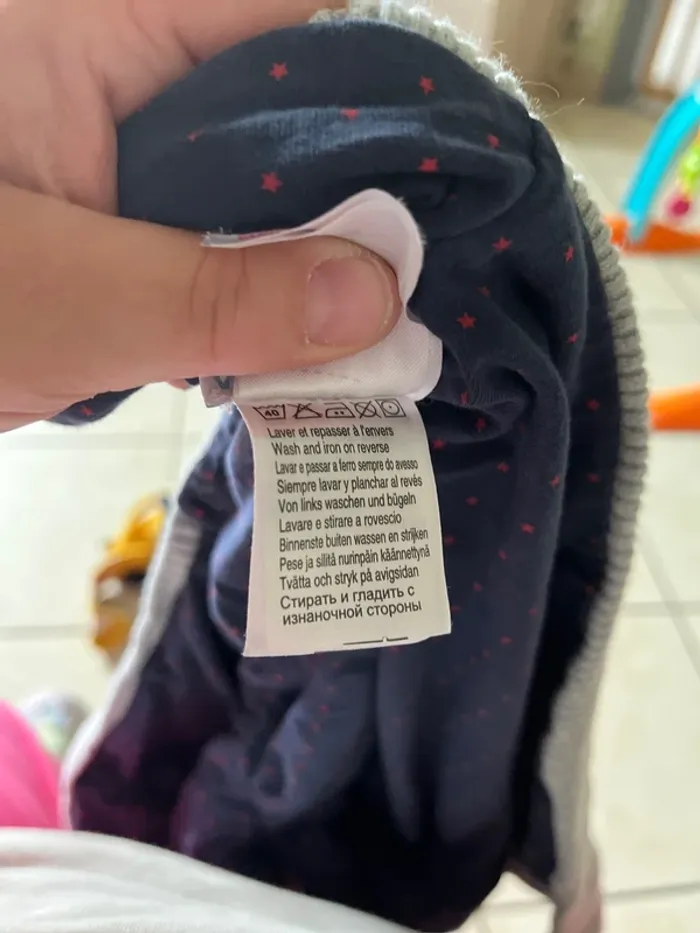 40
Laver et repasser à l'envers
Wash and iron on reverse
Lavar e passar a ferro sempre do avesso
Siempre lavar y planchar al revés
Von links waschen und bügeln
Lavare e stirare a rovescio
Binnenste buiten wassen en strijken
Pese ja silitä nurinpäin käännettynä
Tvätta och stryk på avigsidan
Стирать и гладить с
изнаночной стороны